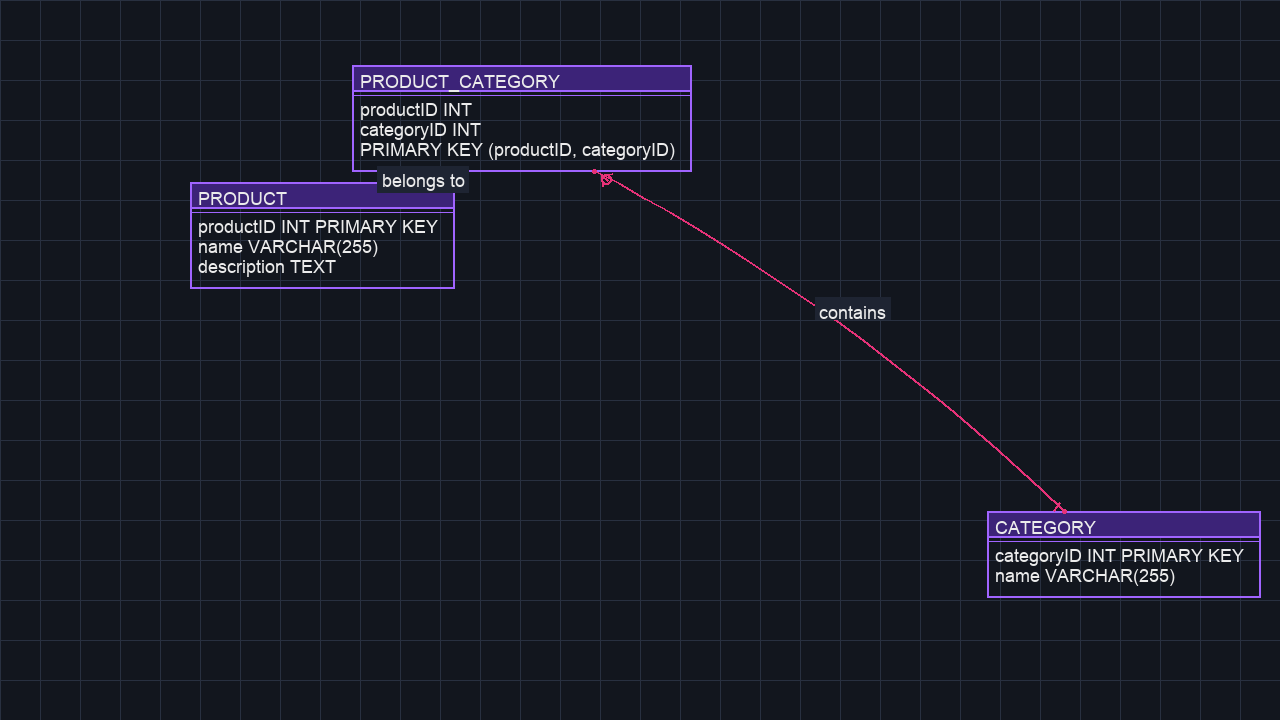 PRODUCT_CATEGORY
productID INT
categoryID INT
PRIMARY KEY (productID, categoryID)
belongs to
PRODUCT
productID INT PRIMARY KEY
name VARCHAR(255)
description TEXT
contains
CATEGORY
categoryID INT PRIMARY KEY
name VARCHAR(255)